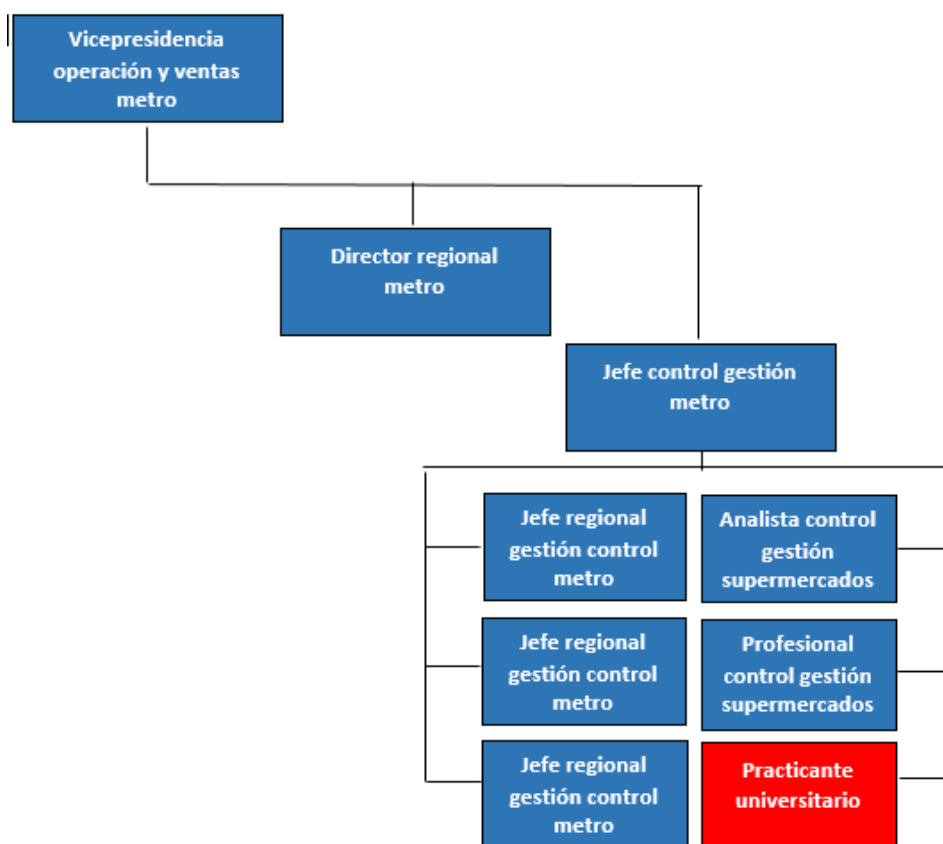 Vicepresidencia
operación y ventas
metro
Director regional
metro
Jefe control gestión
metro
Jefe regional
gestión control
metro
Analista control
gestión
supermercados
Jefe regional
gestión control
metro
Profesional
control gestión
supermercados
Jefe regional
gestión control
metro
Practicante
universitario